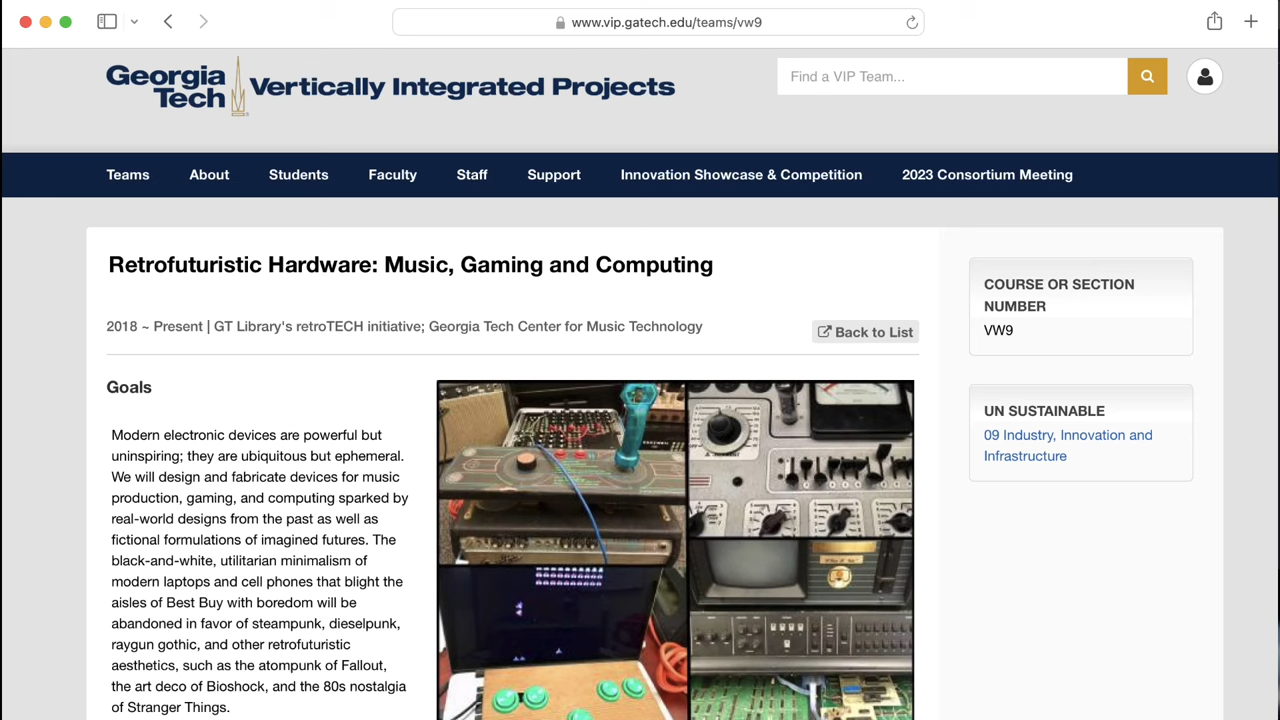 www.vip.gatech.edu/teams/vw9
Georgia
Tech
Vertically Integrated Projects
Find a VIP Team...
Teams About Students Faculty Staff Support Innovation Showcase & Competition 2023 Consortium Meeting
Retrofuturistic Hardware: Music, Gaming and Computing
2018 ~ Present | GT Library's retroTECH initiative; Georgia Tech Center for Music Technology
Back to List
Goals
Modern electronic devices are powerful but
uninspiring; they are ubiquitous but ephemeral.
We will design and fabricate devices for music
production, gaming, and computing sparked by
real-world designs from the past as well as
fictional formulations of imagined futures. The
black-and-white, utilitarian minimalism of
modern laptops and cell phones that blight the
aisles of Best Buy with boredom will be
abandoned in favor of steampunk, dieselpunk,
raygun gothic, and other retrofuturistic
aesthetics, such as the atompunk of Fallout,
the art deco of Bioshock, and the 80s nostalgia
of Stranger Things.
COURSE OR SECTION
NUMBER
VW9
UN SUSTAINABLE
09 Industry, Innovation and
Infrastructure